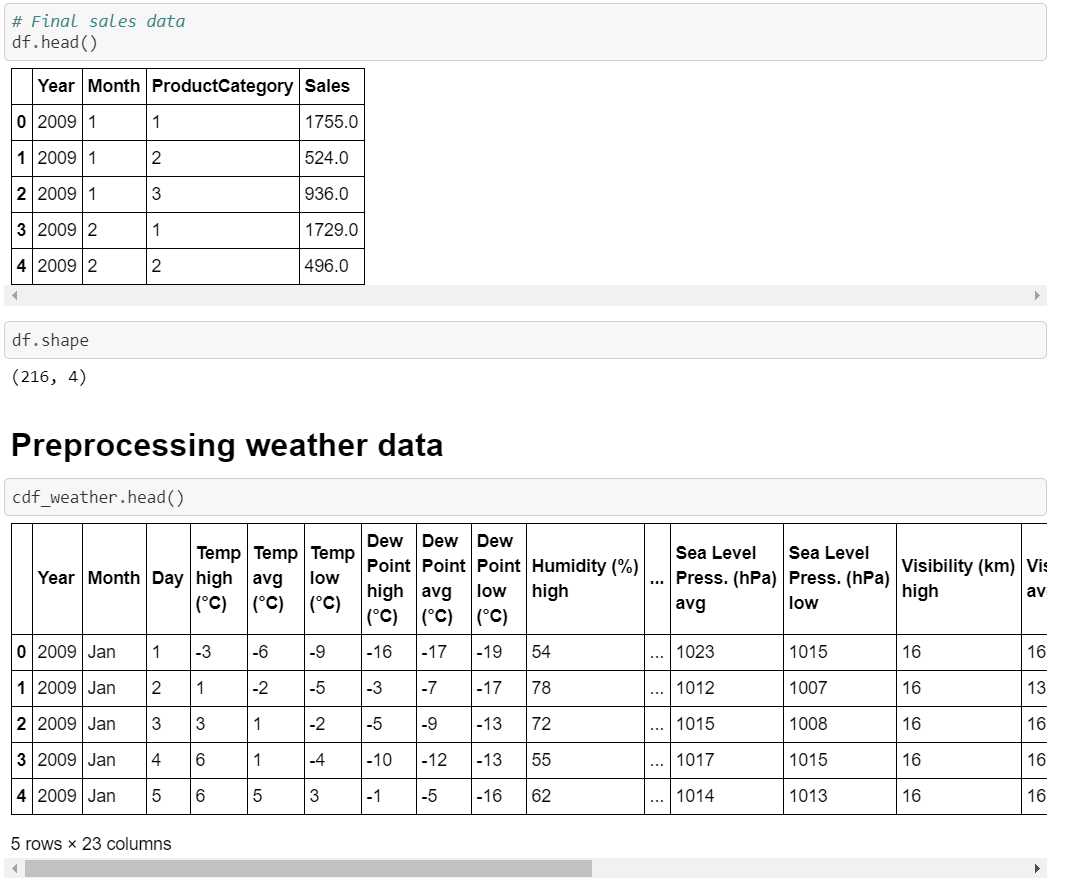 # Final sales data
df.head()
Year Month ProductCategory Sales
0 2009 1 1 1755.0
1 2009 1 2 524.0
2 2009 1 3 936.0
3 2009 2 1 1729.0
4 2009 2 2 496.0
df.shape
(216, 4)
Preprocessing weather data
cdf_weather.head()
Year Month Day Temp high (°C) Temp avg (°C) Temp low (°C) Dew Point high (°C) Dew Point avg (°C) Dew Point low (°C) Humidity (%) high ... Sea Level Press. (hPa) avg Sea Level Press. (hPa) low Visibility (km) high Vis av
0 2009 Jan 1 -3 -6 -9 -16 -17 -19 54 ... 1023 1015 16 16
1 2009 Jan 2 1 -2 -5 -3 -7 -17 78 ... 1012 1007 16 13
2 2009 Jan 3 3 1 -2 -5 -9 -13 72 ... 1015 1008 16 16
3 2009 Jan 4 6 1 -4 -10 -12 -13 55 ... 1017 1015 16 16
4 2009 Jan 5 6 5 3 -1 -5 -16 62 ... 1014 1013 16 16
5 rows × 23 columns